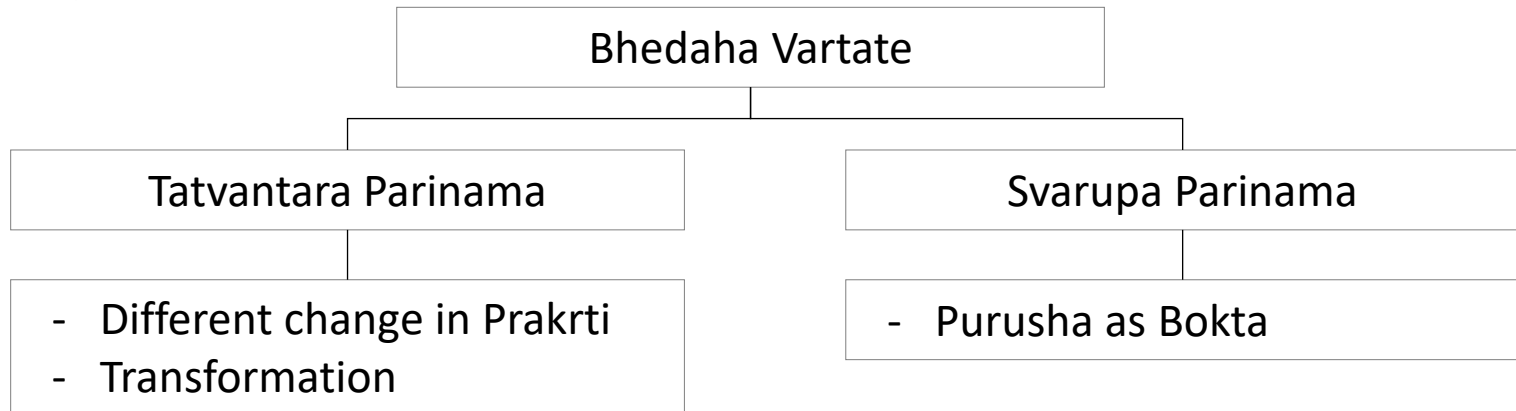 Bhedaha Vartate
Tatvantara Parinama
Svarupa Parinama
- Different change in Prakrti
- Transformation
- Purusha as Bokta